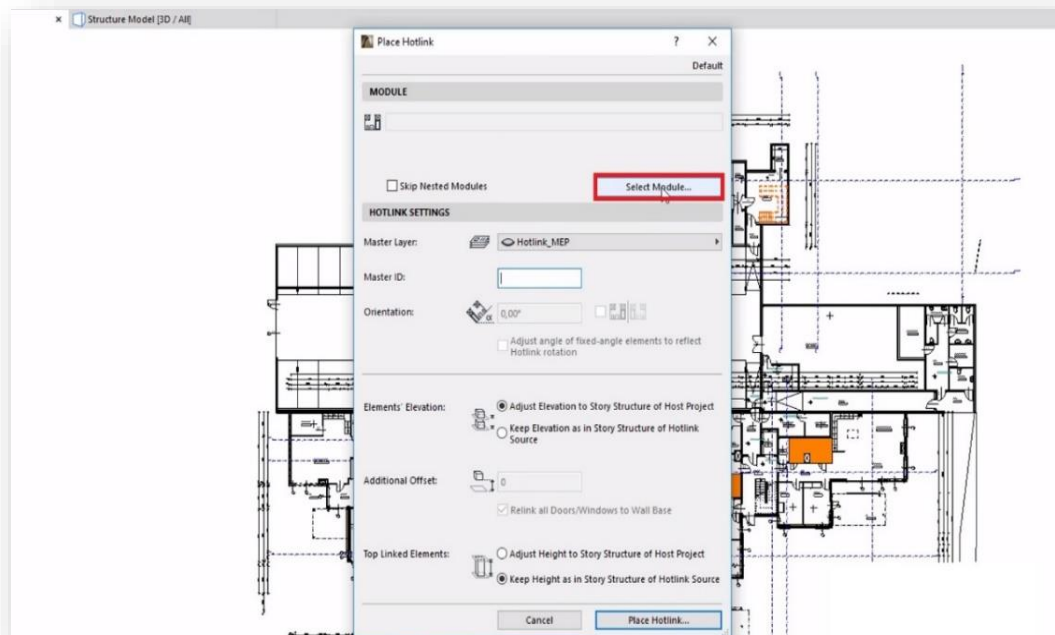 Structure Model [3D / All]
Place Hotlink
Default
MODULE
Skip Nested Modules
Select Module...
HOTLINK SETTINGS
Master Layer:
Hotlink_MEP
Master ID:
Orientation:
0,00°
Adjust angle of fixed-angle elements to reflect
Hotlink rotation
Elements' Elevation:
Adjust Elevation to Story Structure of Host Project
Keep Elevation as in Story Structure of Hotlink
Source
Additional Offset:
0
Relink all Doors/Windows to Wall Base
Top Linked Elements:
Adjust Height to Story Structure of Host Project
Keep Height as in Story Structure of Hotlink Source
Cancel
Place Hotlink...